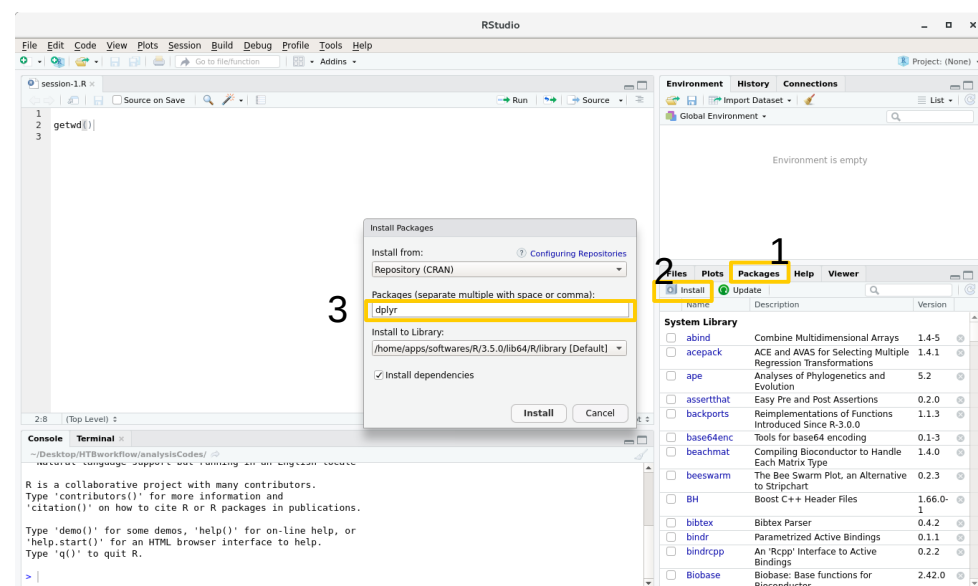 RStudio
File Edit Code View Plots Session Build Debug Profile Tools Help
Go to file/function
Addins
Project: (None)
session-1.R
Source on Save
Run
Source
1
2 getwd()
3
2:8 (Top Level)
Environment History Connections
Import Dataset
List
Global Environment
Environment is empty
Install Packages
Install from:
? Configuring Repositories
Repository (CRAN)
Packages (separate multiple with space or comma):
3
dplyr
Install to Library:
/home/apps/softwares/R/3.5.0/lib64/R/library [Default]
Install dependencies
Install Cancel
1
2
Files Plots Packages Help Viewer
Install Update
Name Description Version
System Library
abind Combine Multidimensional Arrays 1.4-5
acepack ACE and AVAS for Selecting Multiple 1.4.1
Regression Transformations
ape Analyses of Phylogenetics and 5.2
Evolution
assertthat Easy Pre and Post Assertions 0.2.0
backports Reimplementations of Functions 1.1.3
Introduced Since R-3.0.0
base64enc Tools for base64 encoding 0.1-3
beachmat Compiling Bioconductor to Handle 1.4.0
Each Matrix Type
beeswarm The Bee Swarm Plot, an Alternative 0.2.3
to Stripchart
BH Boost C++ Header Files 1.66.0-
1
bibtex Bibtex Parser 0.4.2
bindr Parametrized Active Bindings 0.1.1
bindrcpp An 'Rcpp' Interface to Active 0.2.2
Bindings
Biobase Biobase: Base functions for 2.42.0
Bioconductor
Console Terminal
~/Desktop/HTBworkflow/analysisCodes/
Natural language support but running in an English locale
R is a collaborative project with many contributors.
Type 'contributors()' for more information and
'citation()' on how to cite R or R packages in publications.
Type 'demo()' for some demos, 'help()' for on-line help, or
'help.start()' for an HTML browser interface to help.
Type 'q()' to quit R.
>